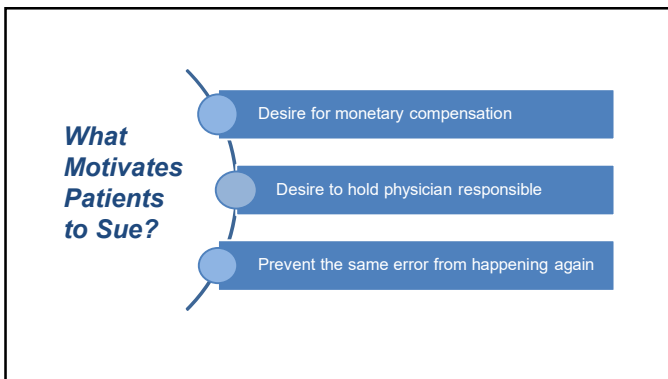 What
Motivates
Patients
to Sue?
Desire for monetary compensation
Desire to hold physician responsible
Prevent the same error from happening again